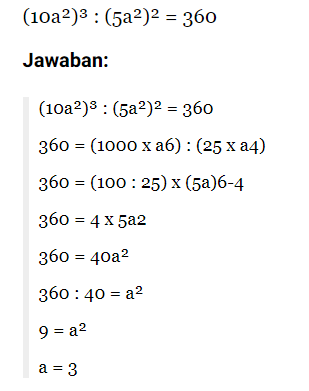 (10a²)³ : (5a²)² = 360
Jawaban:
(10a²)³ : (5a²)² = 360
360 = (1000 x a6) : (25 x a4)
360 = (100 : 25) x (5a)6-4
360 = 4 x 5a2
360 = 40a²
360 : 40 = a²
9 = a²
a = 3